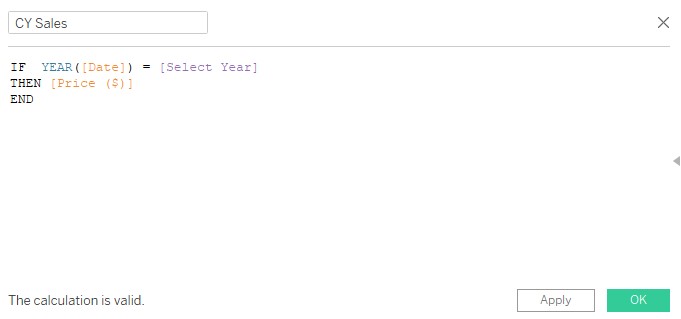 CY Sales
IF  YEAR([Date]) = [Select Year]
THEN [Price ($)]
END
The calculation is valid.
Apply
OK